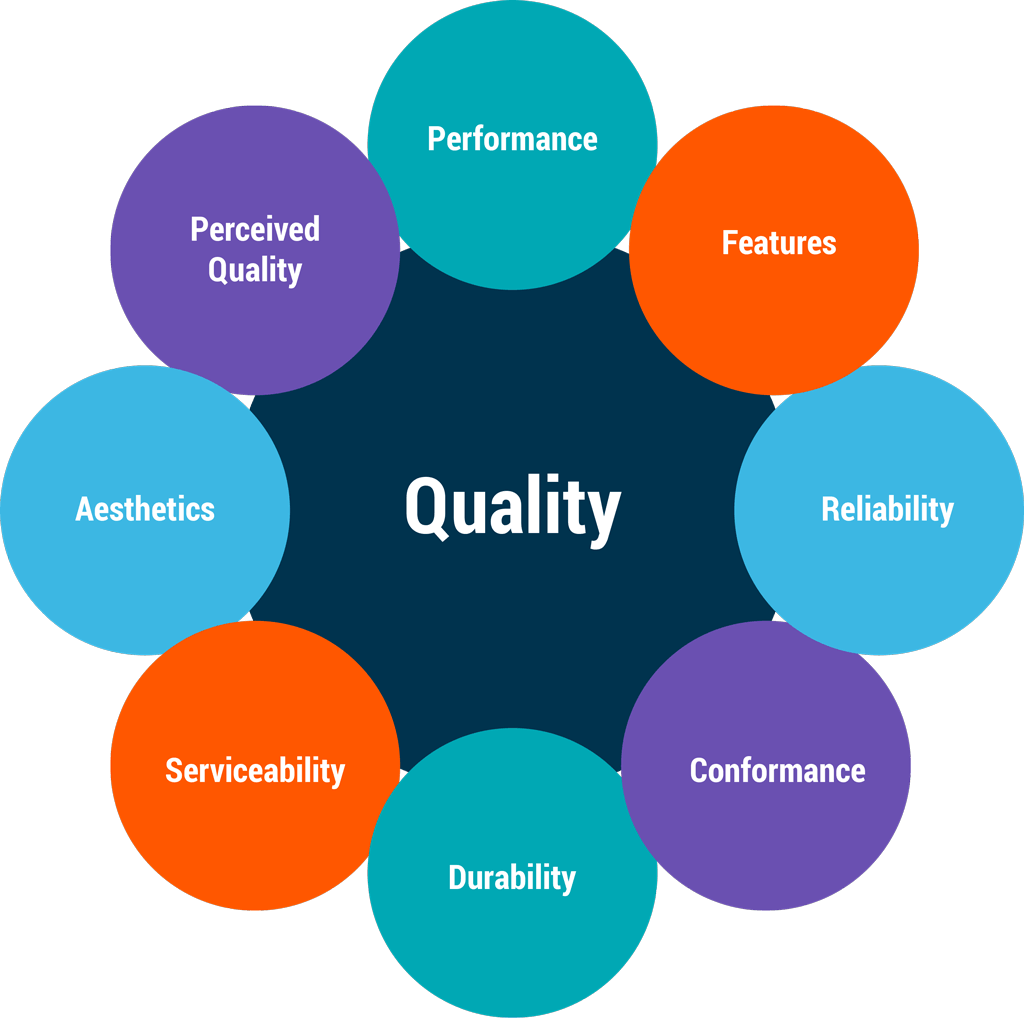 Performance
Features
Perceived
Quality
Quality
Aesthetics
Reliability
Serviceability
Conformance
Durability